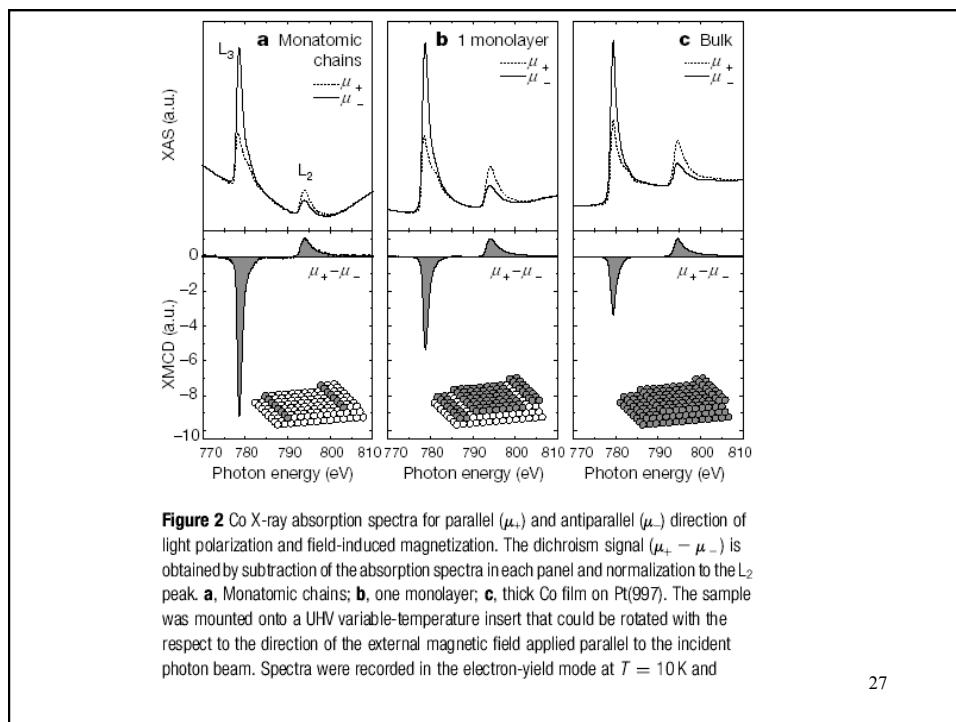 a Monatomic chains
L₃
μ₊
μ₋
L₂
b 1 monolayer
μ₊
μ₋
c Bulk
μ₊
μ₋
XAS (a.u.)
XMCD (a.u.)
0
−2
−4
−6
−8
−10
μ₊−μ₋
μ₊−μ₋
μ₊−μ₋
770 780 790 800 810
770 780 790 800 810
770 780 790 800 810
Photon energy (eV)
Photon energy (eV)
Photon energy (eV)
Figure 2 Co X-ray absorption spectra for parallel (μ₊) and antiparallel (μ₋) direction of
light polarization and field-induced magnetization. The dichroism signal (μ₊ − μ₋) is
obtained by subtraction of the absorption spectra in each panel and normalization to the L₂
peak. a, Monatomic chains; b, one monolayer; c, thick Co film on Pt(997). The sample
was mounted onto a UHV variable-temperature insert that could be rotated with the
respect to the direction of the external magnetic field applied parallel to the incident
photon beam. Spectra were recorded in the electron-yield mode at T = 10 K and
27